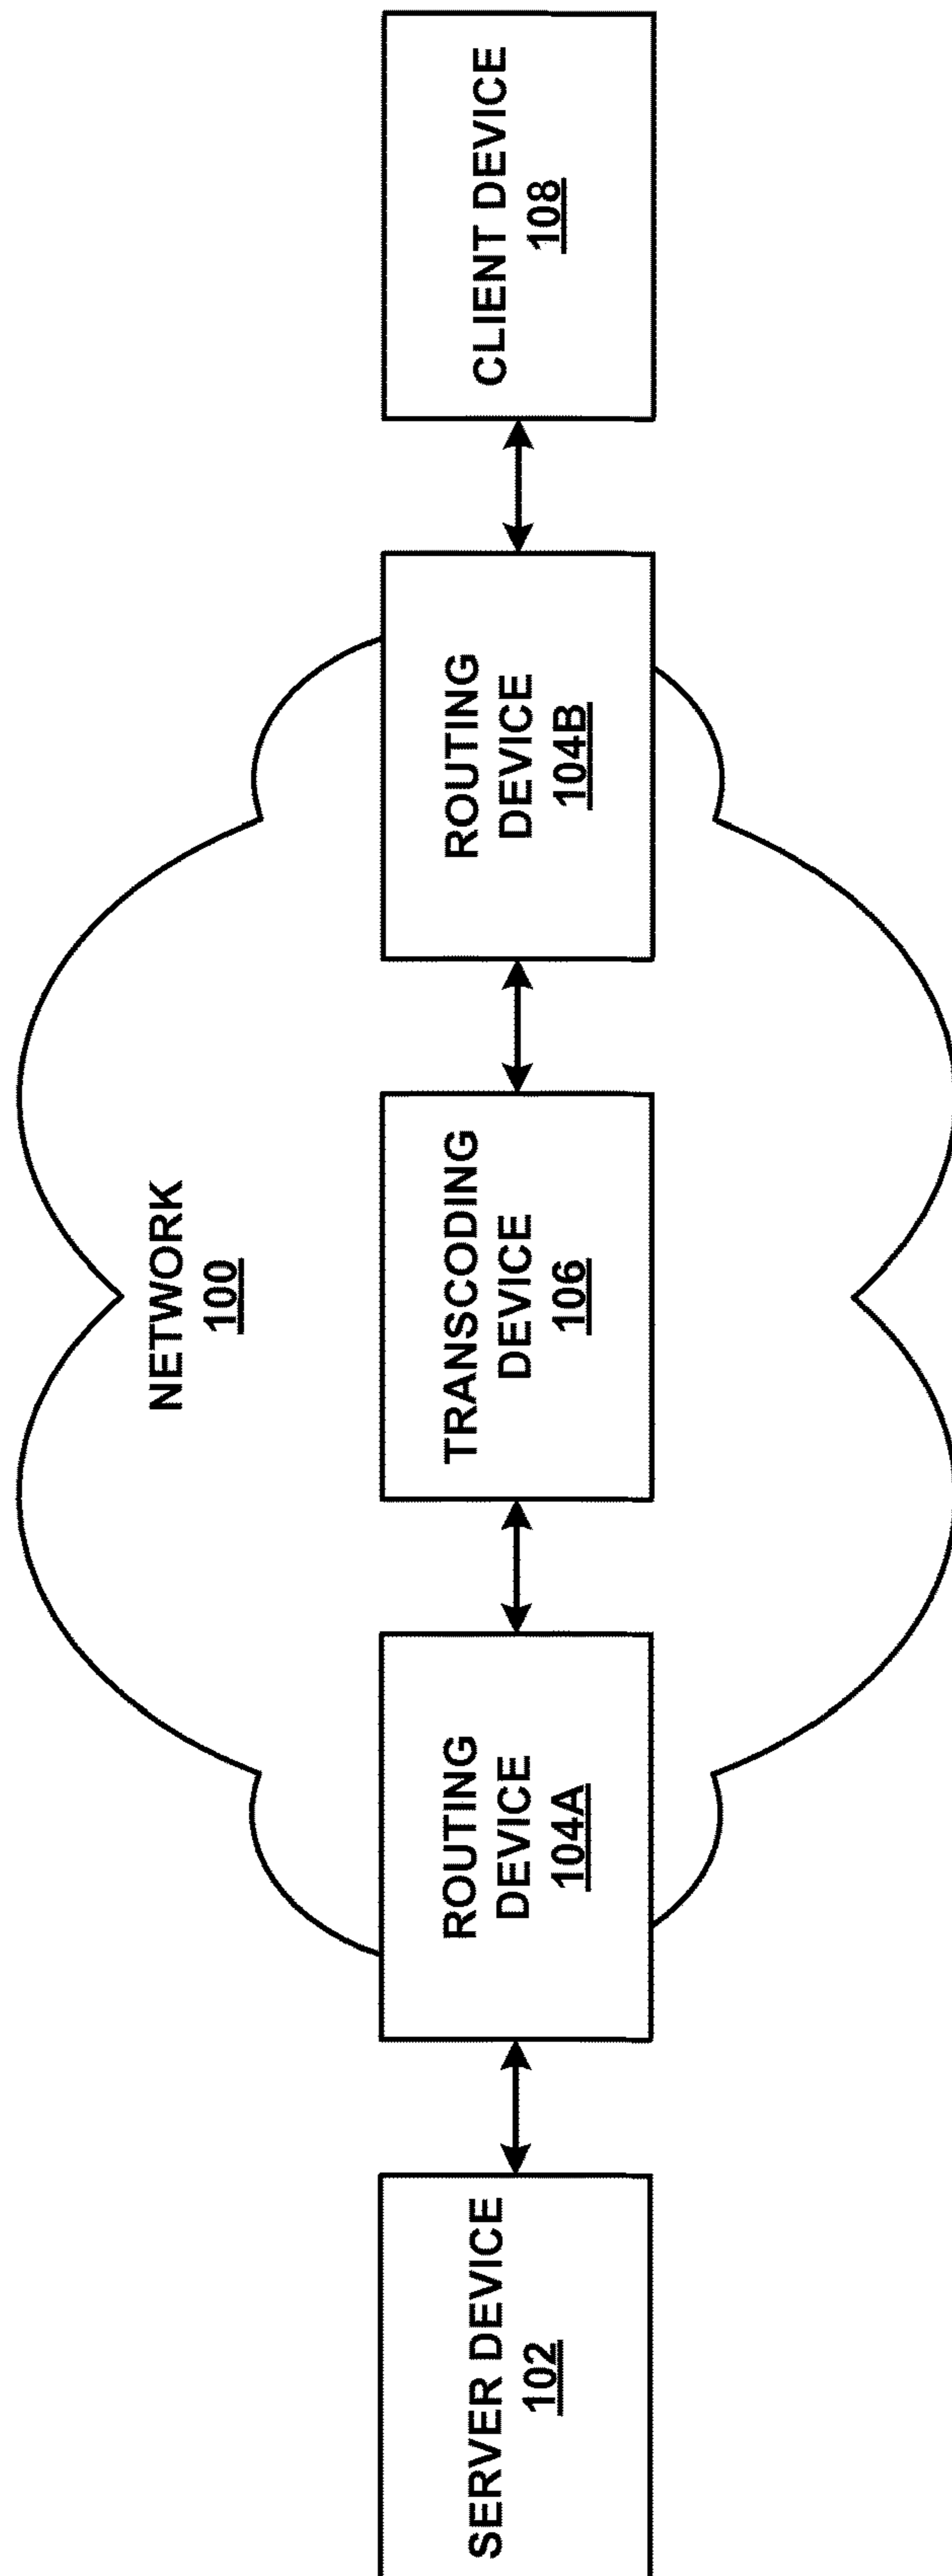 NETWORK
100
SERVER DEVICE
102
ROUTING
DEVICE
104A
TRANSCODING
DEVICE
106
ROUTING
DEVICE
104B
CLIENT DEVICE
108